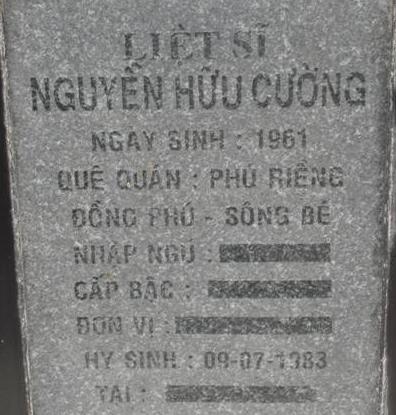 LIỆT SĨ
NGUYỄN HỮU CƯỜNG
NGAY SINH : 1961
QUÊ QUÁN : PHÚ RIỀNG
ĐỒNG PHÚ - SÔNG BÉ
NHẬP NGŨ :
CẤP BẬC :
ĐƠN VỊ :
HY SINH : 09-07-1983
TẠI :